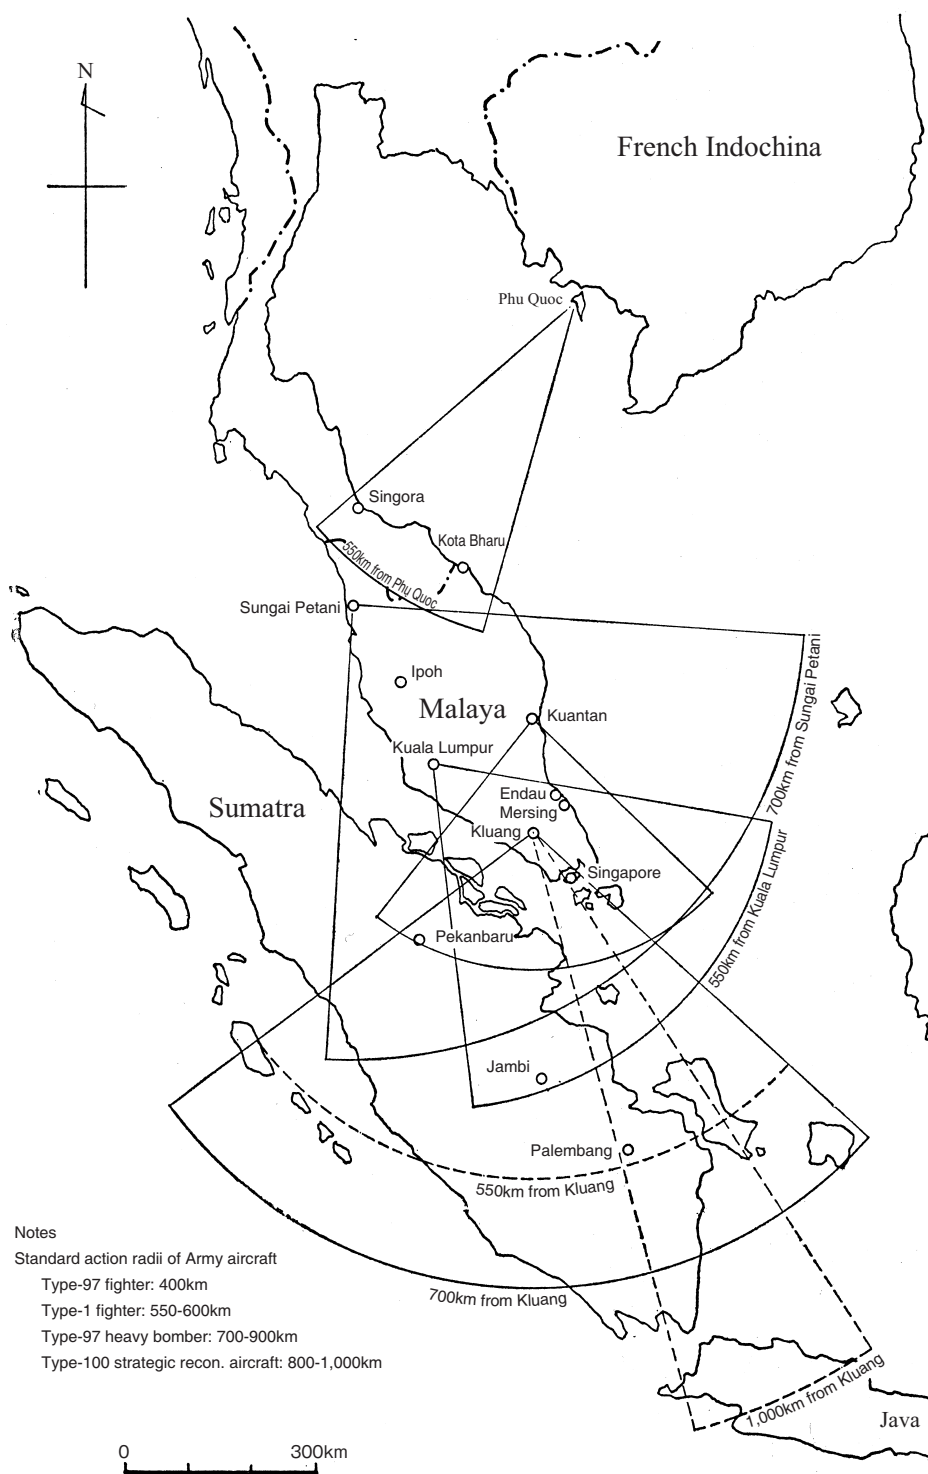 N
French Indochina
Phu Quoc
Singora
Kota Bharu
550km from Phu Quoc
Sungai Petani
Ipoh
Malaya
Kuantan
700km from Sungai Petani
Kuala Lumpur
Endau
Mersing
Sumatra
Kluang
Singapore
550km from Kuala Lumpur
Pekanbaru
Jambi
Palembang
550km from Kluang
700km from Kluang
1,000km from Kluang
Java
Notes
Standard action radii of Army aircraft
Type-97 fighter: 400km
Type-1 fighter: 550-600km
Type-97 heavy bomber: 700-900km
Type-100 strategic recon. aircraft: 800-1,000km
0 300km